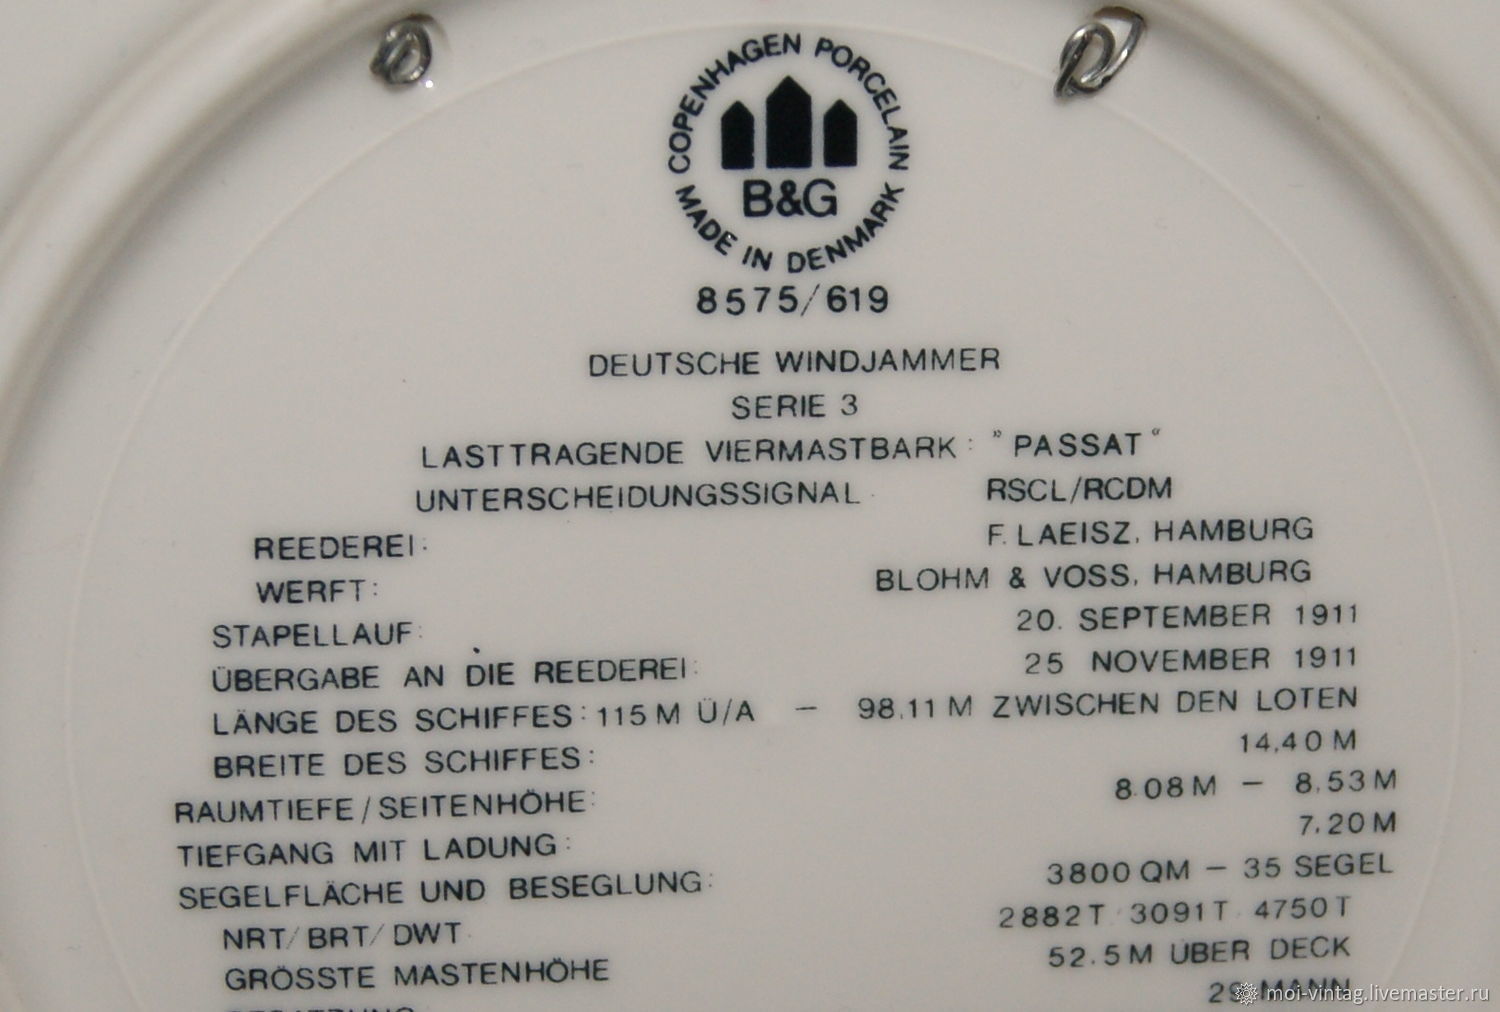 COPENHAGEN PORCELAIN
B&G
MADE IN DENMARK
8575/619
DEUTSCHE WINDJAMMER
SERIE 3
LASTTRAGENDE VIERMASTBARK: "PASSAT"
UNTERSCHEIDUNGSSIGNAL RSCL/RCDM
REEDEREI: F. LAEISZ, HAMBURG
WERFT: BLOHM & VOSS, HAMBURG
STAPELLAUF: 20. SEPTEMBER 1911
ÜBERGABE AN DIE REEDEREI: 25 NOVEMBER 1911
LÄNGE DES SCHIFFES: 115 M Ü/A – 98,11 M ZWISCHEN DEN LOTEN
BREITE DES SCHIFFES: 14,40 M
RAUMTIEFE/SEITENHÖHE: 8.08 M – 8,53 M
TIEFGANG MIT LADUNG: 7,20 M
SEGELFLÄCHE UND BESEGLUNG: 3800 QM – 35 SEGEL
NRT/BRT/DWT 2882 T 3091 T 4750 T
GRÖSSTE MASTENHÖHE 52,5 M ÜBER DECK
29 MANN
moi-vintag.livemaster.ru